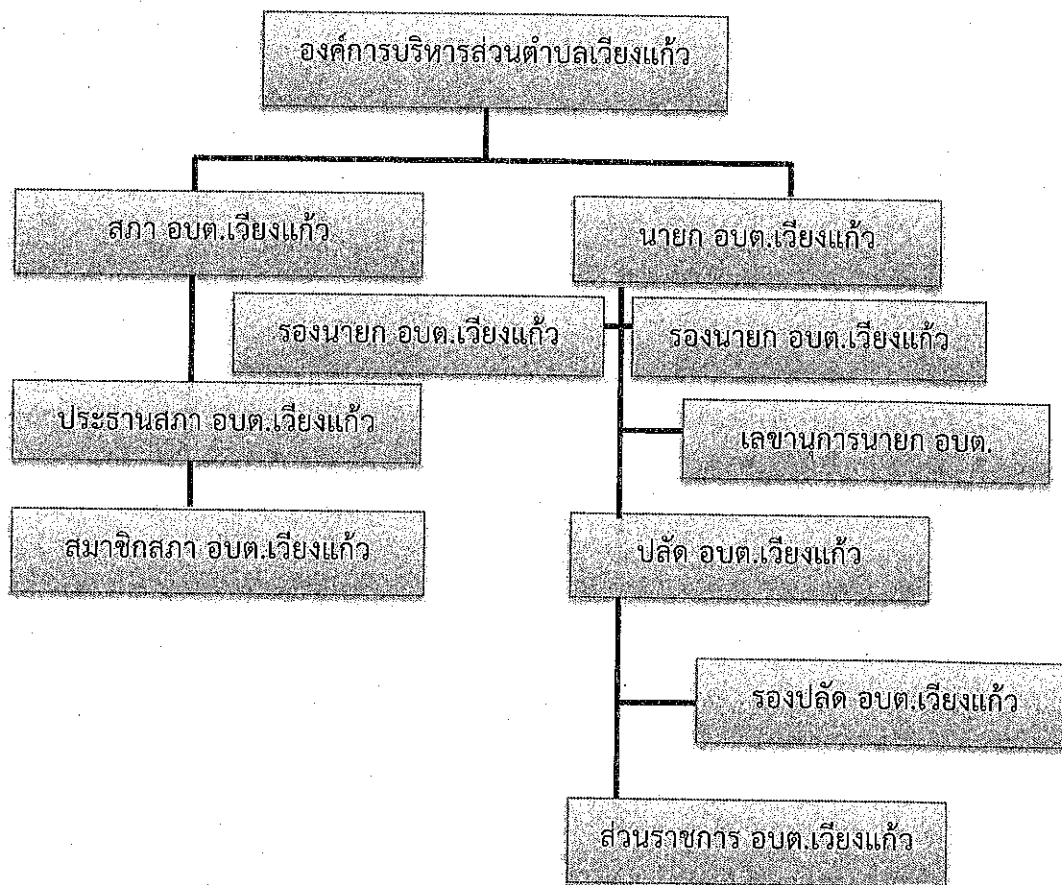 องค์การบริหารส่วนตำบลเวียงแก้ว
สภา อบต.เวียงแก้ว
นายก อบต.เวียงแก้ว
รองนายก อบต.เวียงแก้ว
รองนายก อบต.เวียงแก้ว
ประธานสภา อบต.เวียงแก้ว
เลขานุการนายก อบต.
สมาชิกสภา อบต.เวียงแก้ว
ปลัด อบต.เวียงแก้ว
รองปลัด อบต.เวียงแก้ว
ส่วนราชการ อบต.เวียงแก้ว